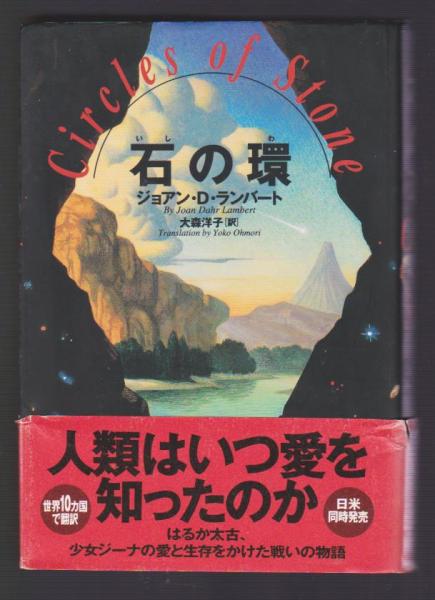 Circles of Stone
いし わ
石の環
ジョアン・D・ランバート
By Joan Dahr Lambert
大森洋子[訳]
Translation by Yoko Ohmori
人類はいつ愛を
知ったのか
世界10カ国
で翻訳
日米
同時発売
はるか太古、
少女ジーナの愛と生存をかけた戦いの物語